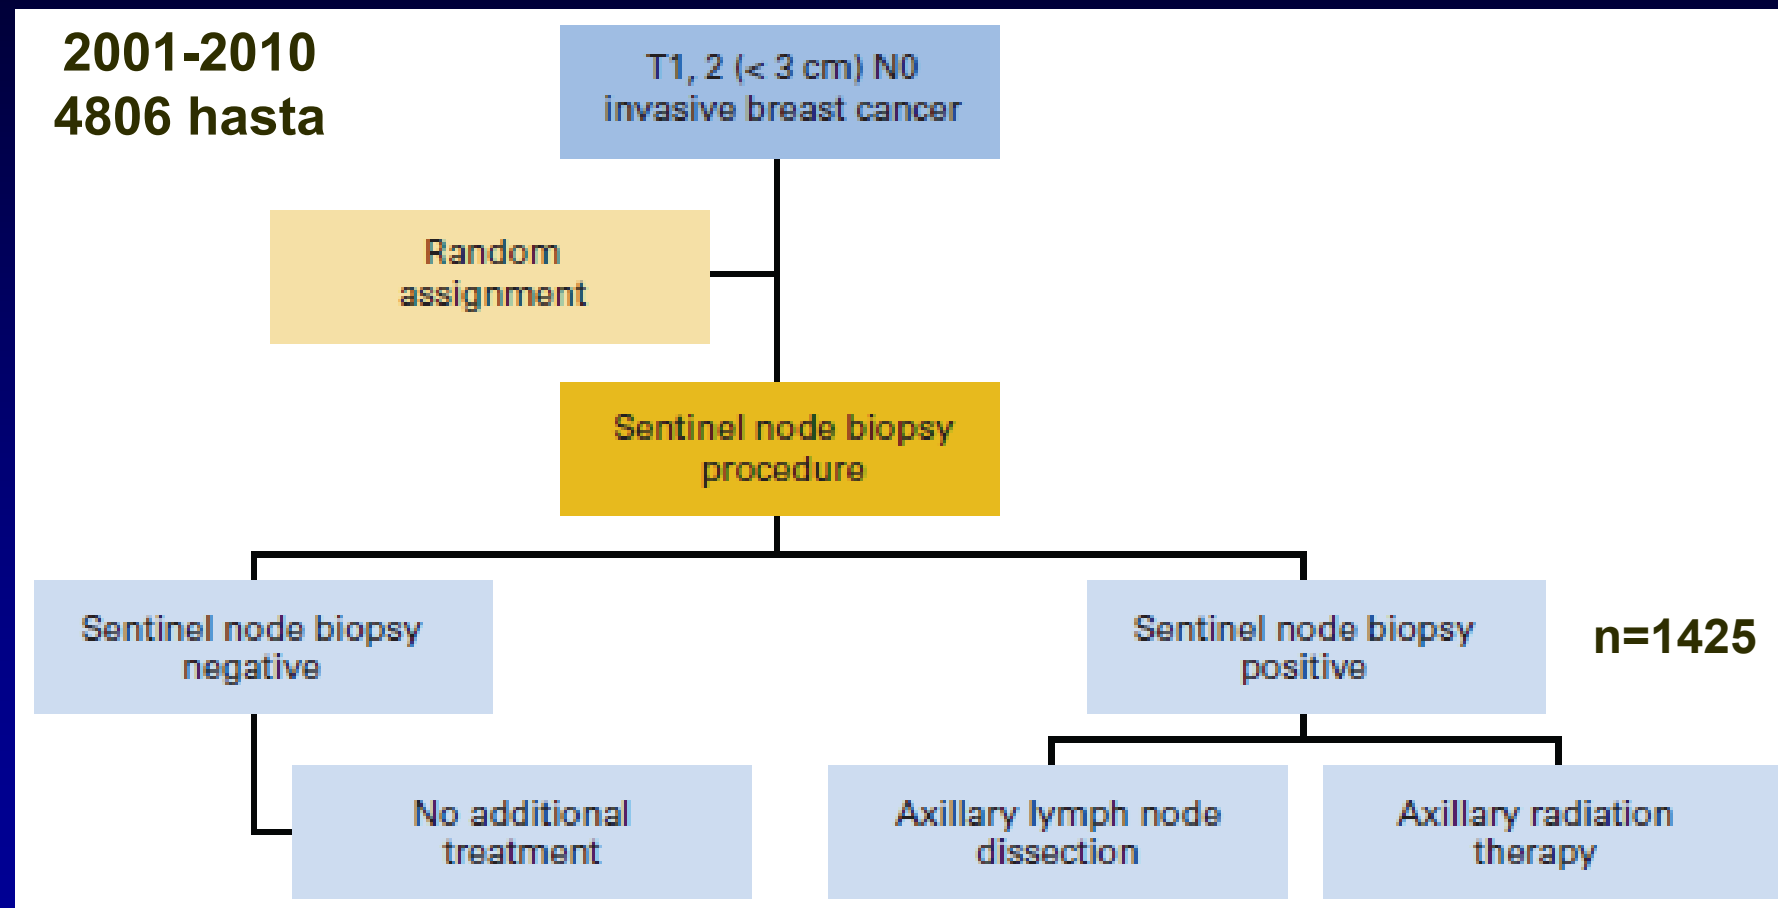 2001-2010
4806 hasta
T1, 2 (< 3 cm) N0
invasive breast cancer
Random
assignment
Sentinel node biopsy
procedure
Sentinel node biopsy
negative
Sentinel node biopsy
positive
n=1425
No additional
treatment
Axillary lymph node
dissection
Axillary radiation
therapy